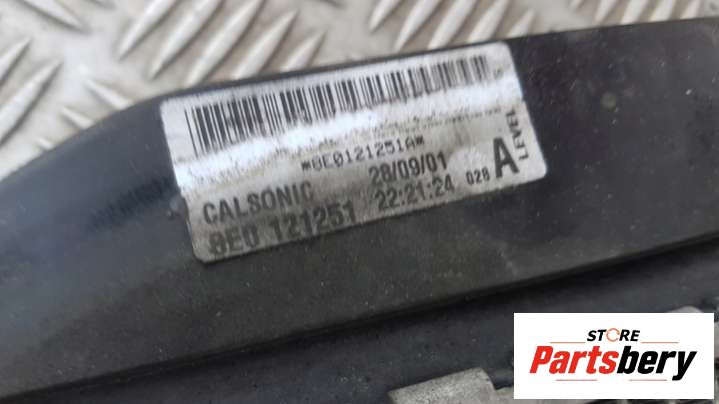 *8E0121251A*
CALSONIC 28/09/01
8E0 121251 22:21:24 028 A LEVEL
STORE
Partsbery